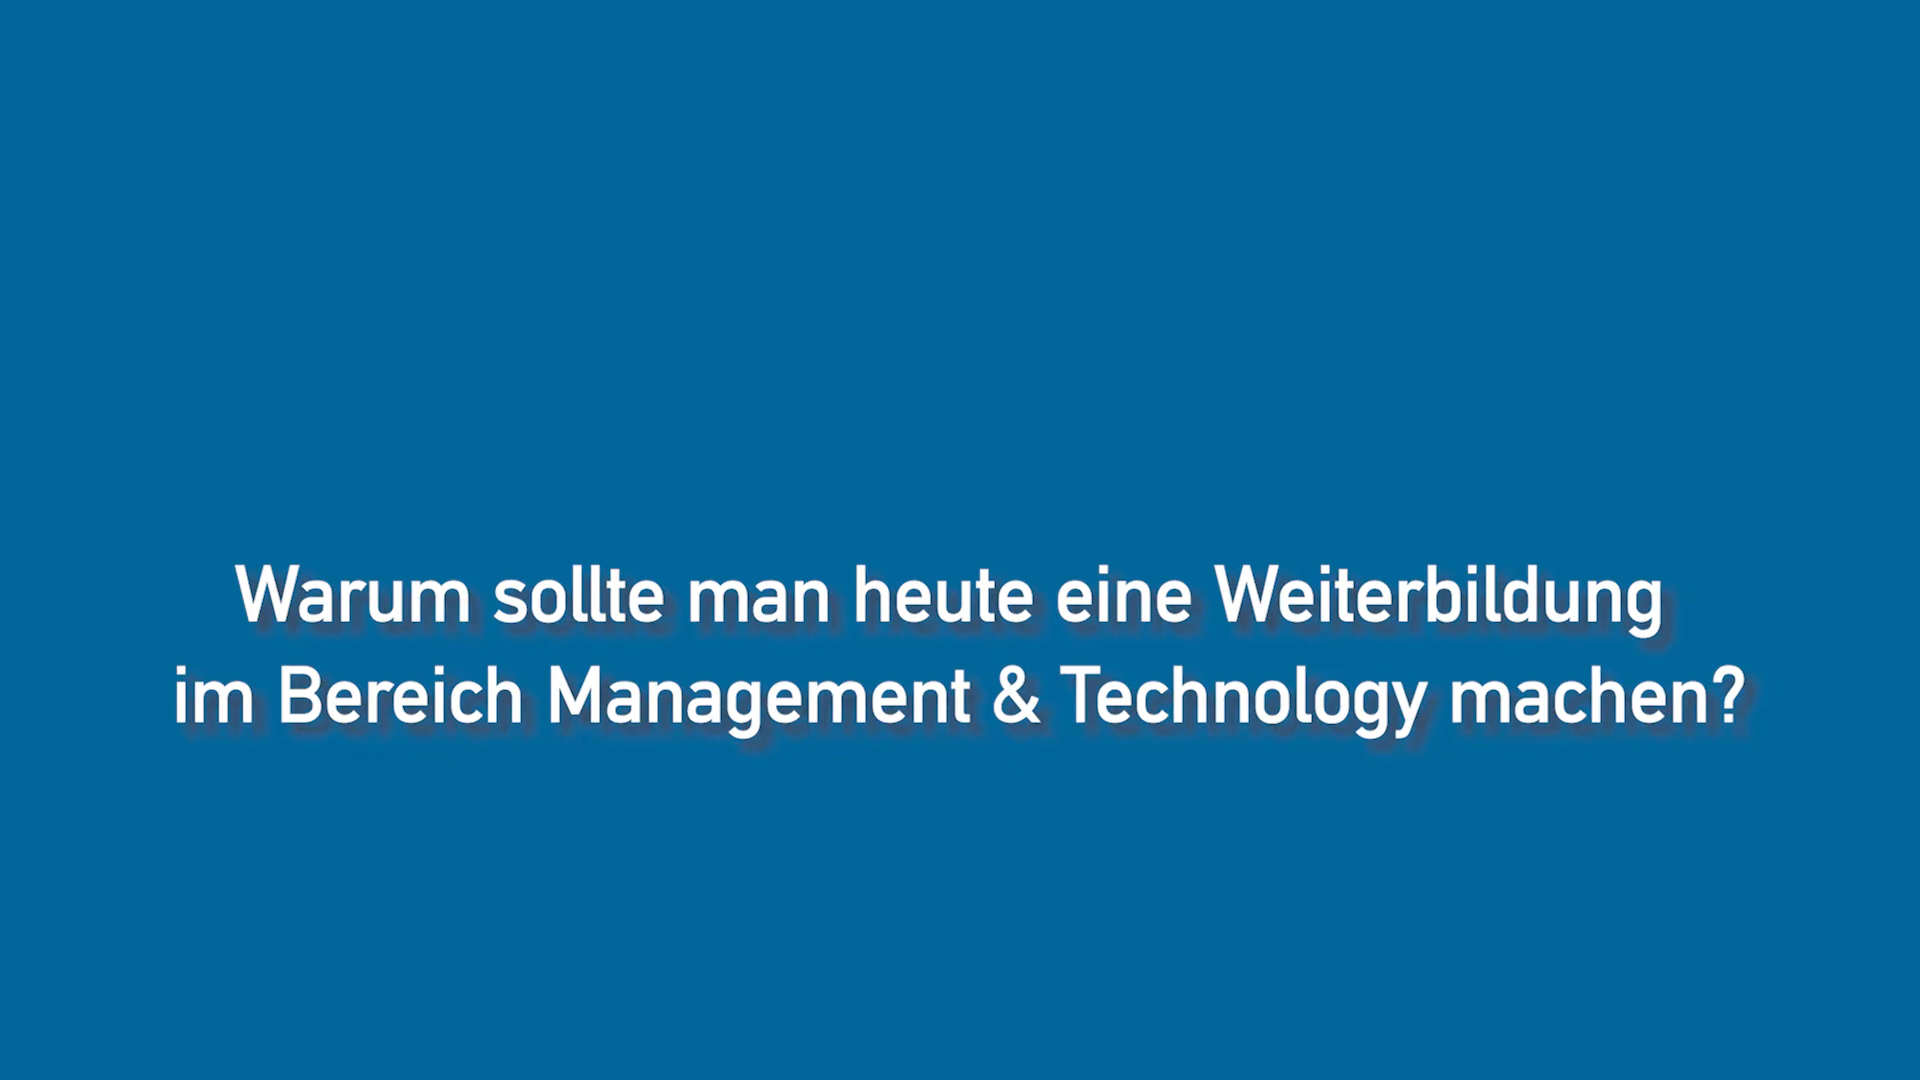 Warum sollte man heute eine Weiterbildung
im Bereich Management & Technology machen?